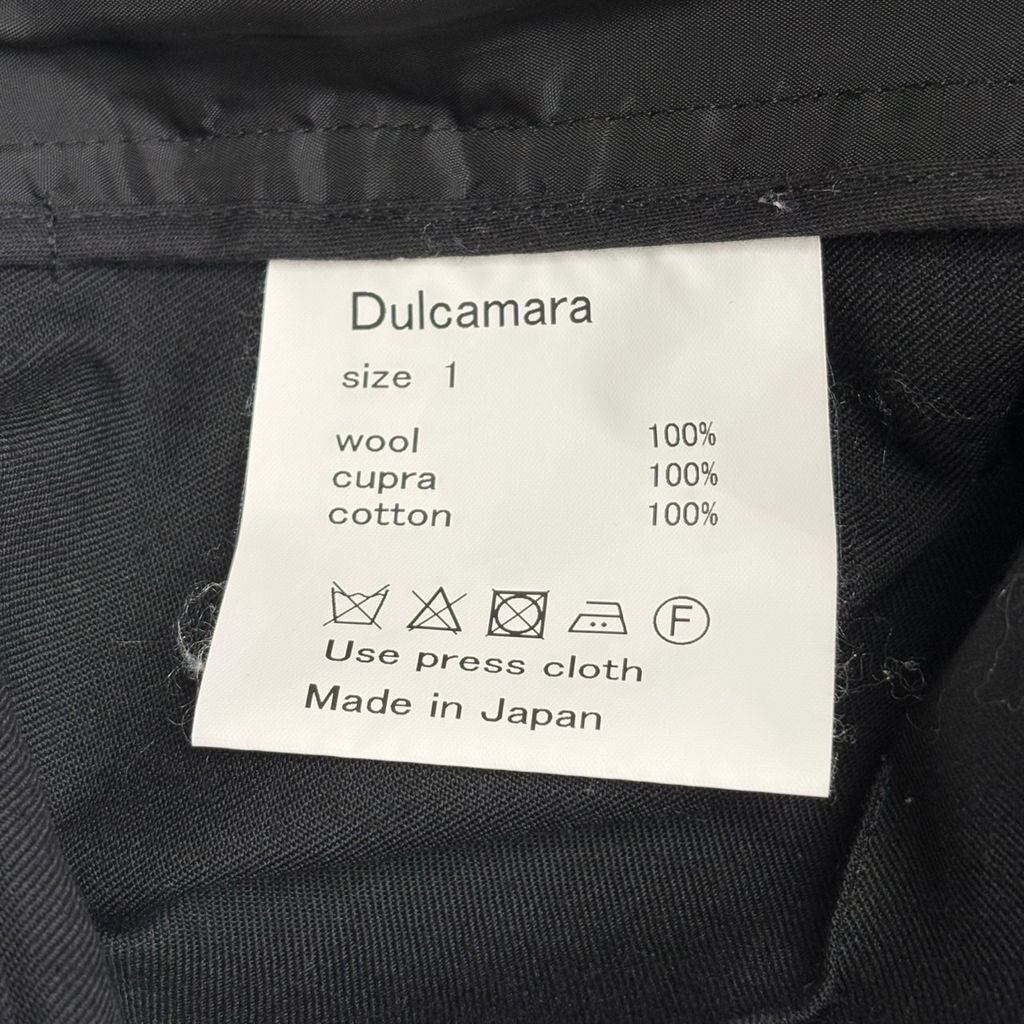 Dulcamara
size 1
wool 100%
cupra 100%
cotton 100%
F
Use press cloth
Made in Japan